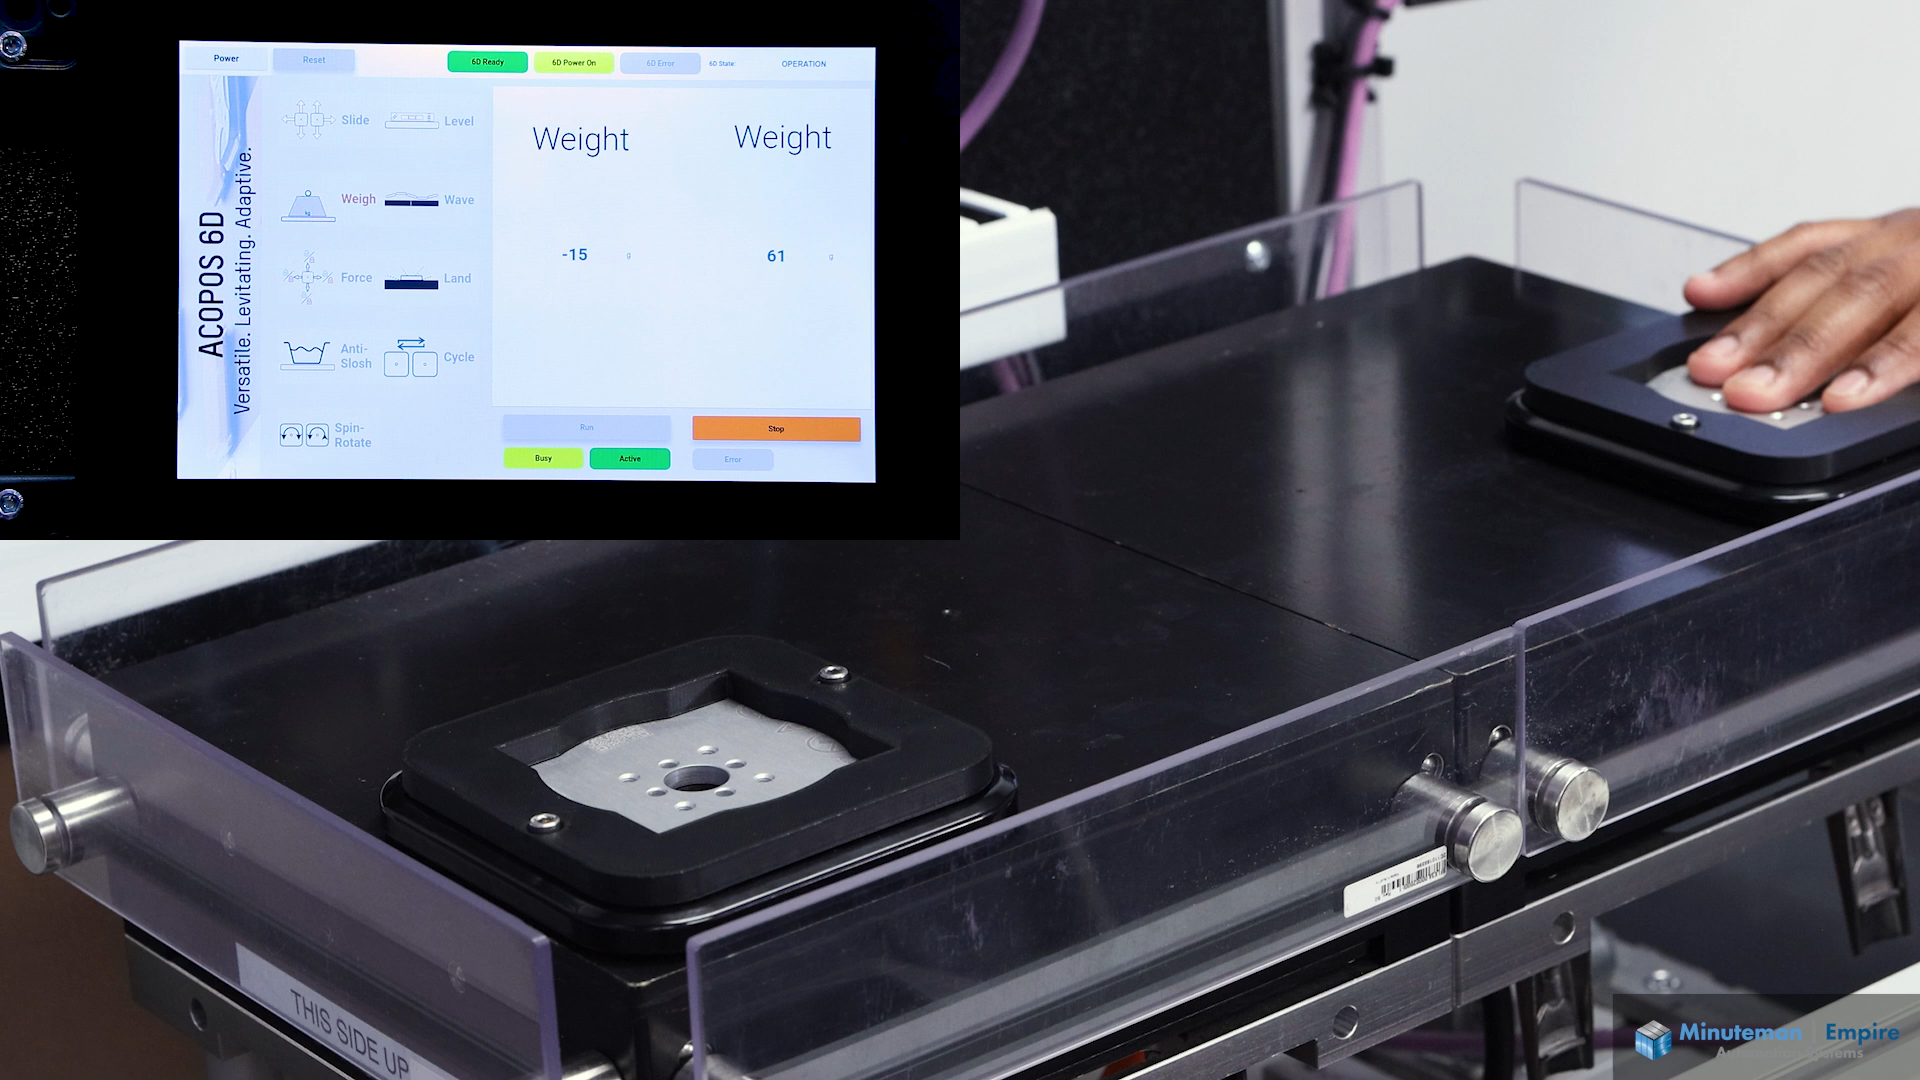 Power
Reset
6D Ready
6D Power On
6D Error
6D State:
OPERATION
ACOPOS 6D
Versatile. Levitating. Adaptive.
Slide
Level
Weigh
Wave
Force
Land
Anti-
Slosh
Cycle
Spin-
Rotate
Weight
Weight
-15 g
61 g
Run
Stop
Busy
Active
Error
THIS SIDE UP
Minuteman | Empire